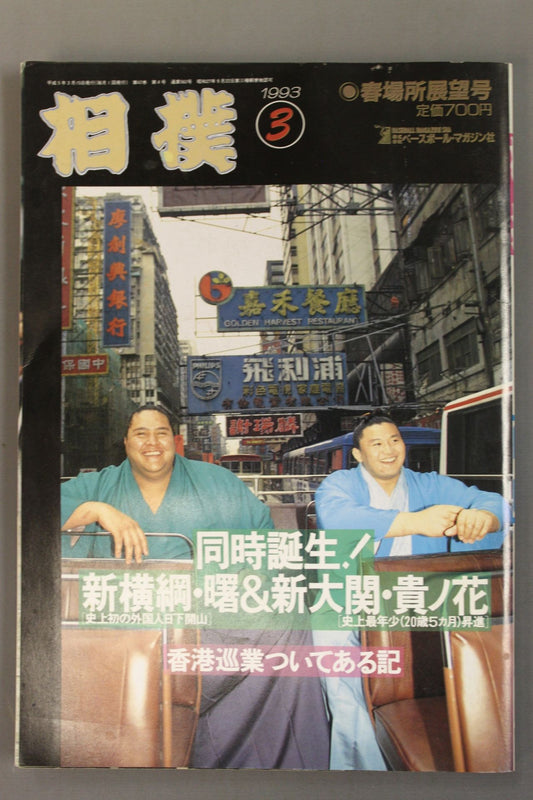 相撲
1993
3
●春場所展望号
定価700円
ベースボール・マガジン社
廖創興銀行
嘉禾餐廳
GOLDEN HARVEST RESTAURANT
PHILIPS
飛利浦
謝瑞麟
中國保
同時誕生!
新横綱・曙&新大関・貴ノ花
[史上初の外国人日下開山]
[史上最年少(20歳5カ月)昇進]
香港巡業ついてある記